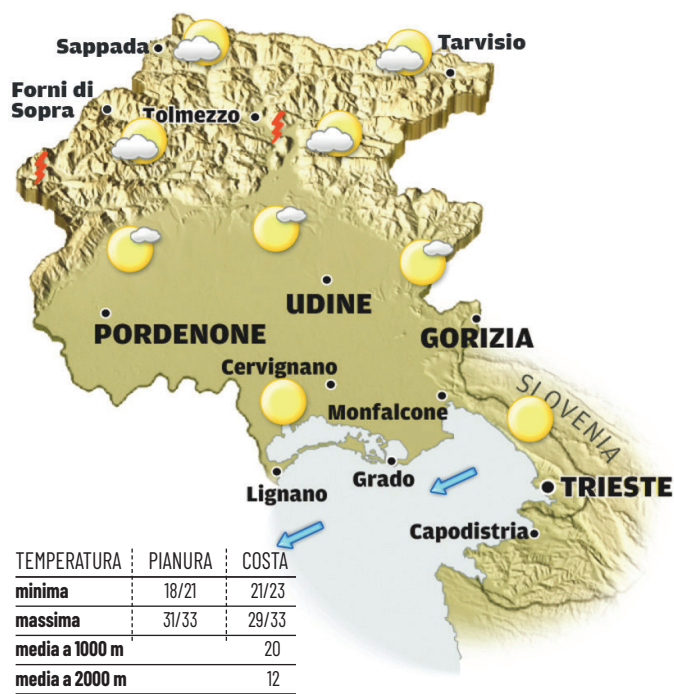 Sappada
Tarvisio
Forni di
Sopra
Tolmezzo
UDINE
PORDENONE
GORIZIA
Cervignano
SLOVENIA
Monfalcone
Grado
Lignano
TRIESTE
Capodistria
TEMPERATURA PIANURA COSTA
minima 18/21 21/23
massima 31/33 29/33
media a 1000 m 20
media a 2000 m 12